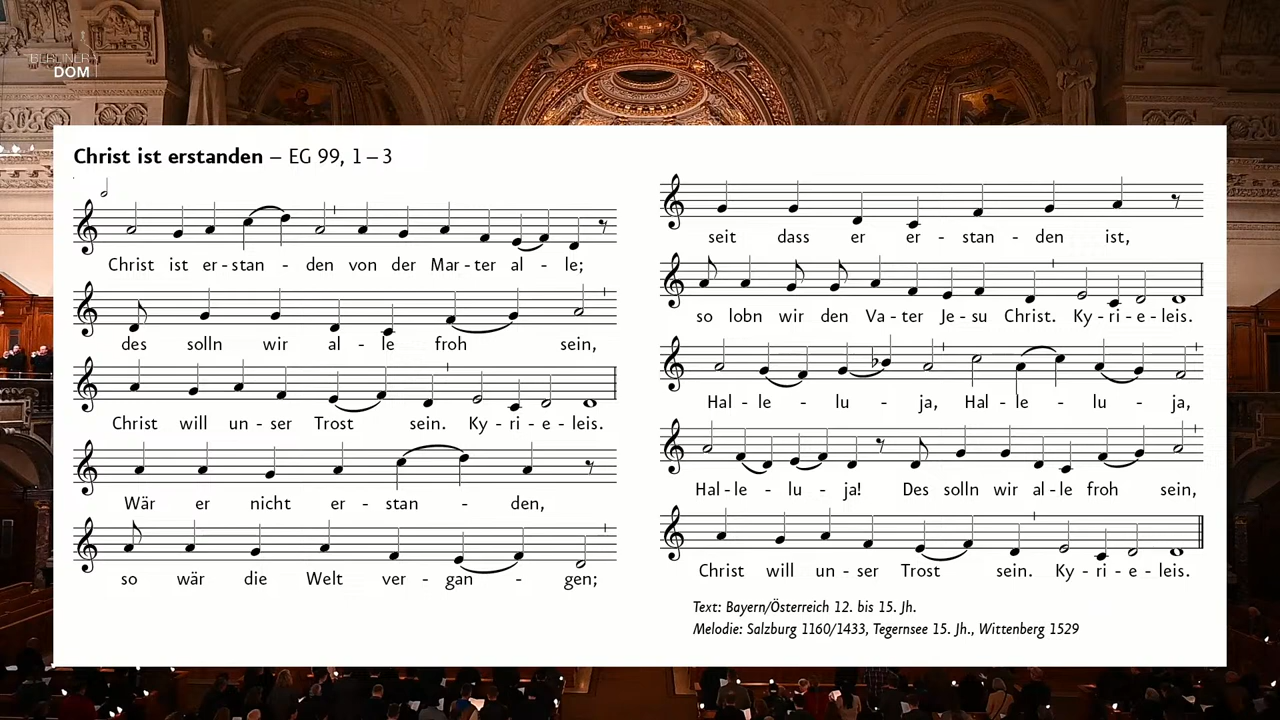 BERLINER
DOM
Christ ist erstanden – EG 99, 1–3
Christ ist er-stan - den von der Mar-ter al - le;
des solln wir al - le froh sein,
Christ will un - ser Trost sein. Ky - ri - e - leis.
Wär er nicht er - stan - den,
so wär die Welt ver - gan - gen;
seit dass er er - stan - den ist,
so lobn wir den Va - ter Je - su Christ. Ky - ri - e - leis.
Hal - le - lu - ja, Hal - le - lu - ja,
Hal - le - lu - ja! Des solln wir al - le froh sein,
Christ will un - ser Trost sein. Ky - ri - e - leis.
Text: Bayern/Österreich 12. bis 15. Jh.
Melodie: Salzburg 1160/1433, Tegernsee 15. Jh., Wittenberg 1529